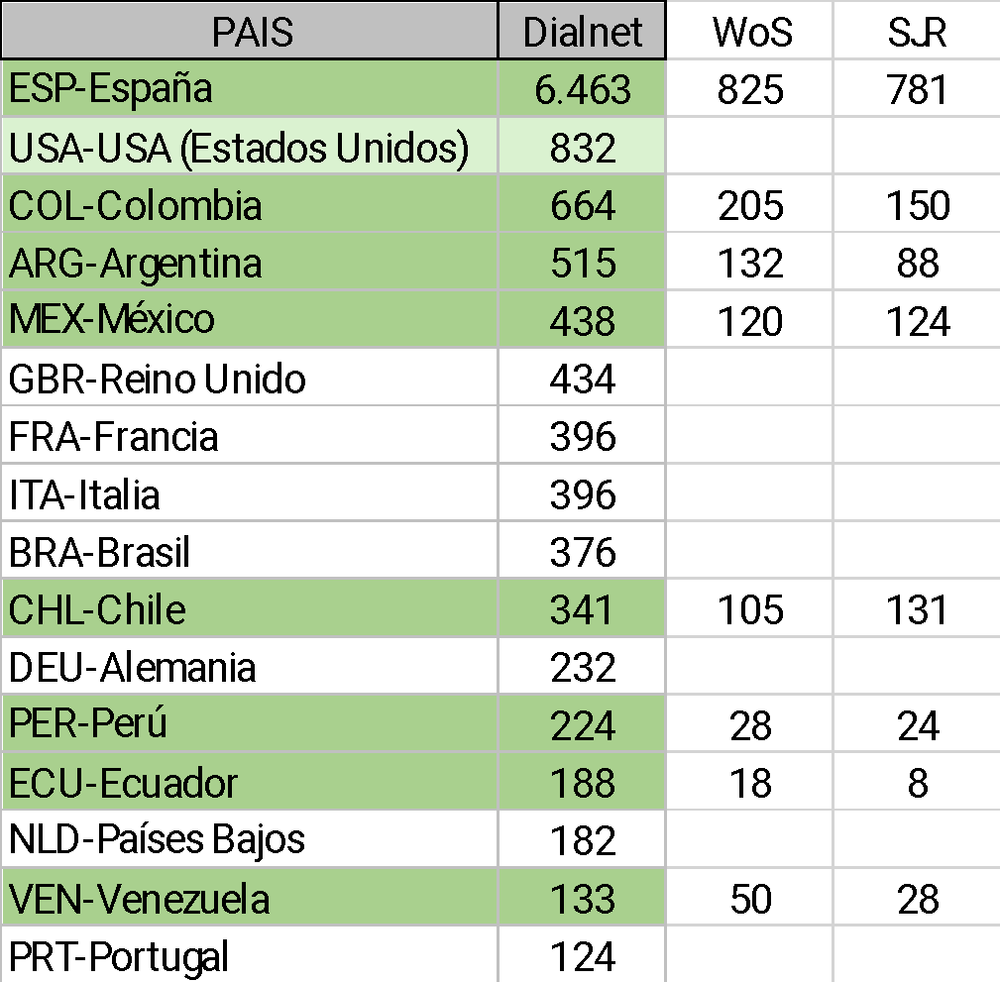 PAIS Dialnet WoS SJR
ESP-España 6.463 825 781
USA-USA (Estados Unidos) 832
COL-Colombia 664 205 150
ARG-Argentina 515 132 88
MEX-México 438 120 124
GBR-Reino Unido 434
FRA-Francia 396
ITA-Italia 396
BRA-Brasil 376
CHL-Chile 341 105 131
DEU-Alemania 232
PER-Perú 224 28 24
ECU-Ecuador 188 18 8
NLD-Países Bajos 182
VEN-Venezuela 133 50 28
PRT-Portugal 124